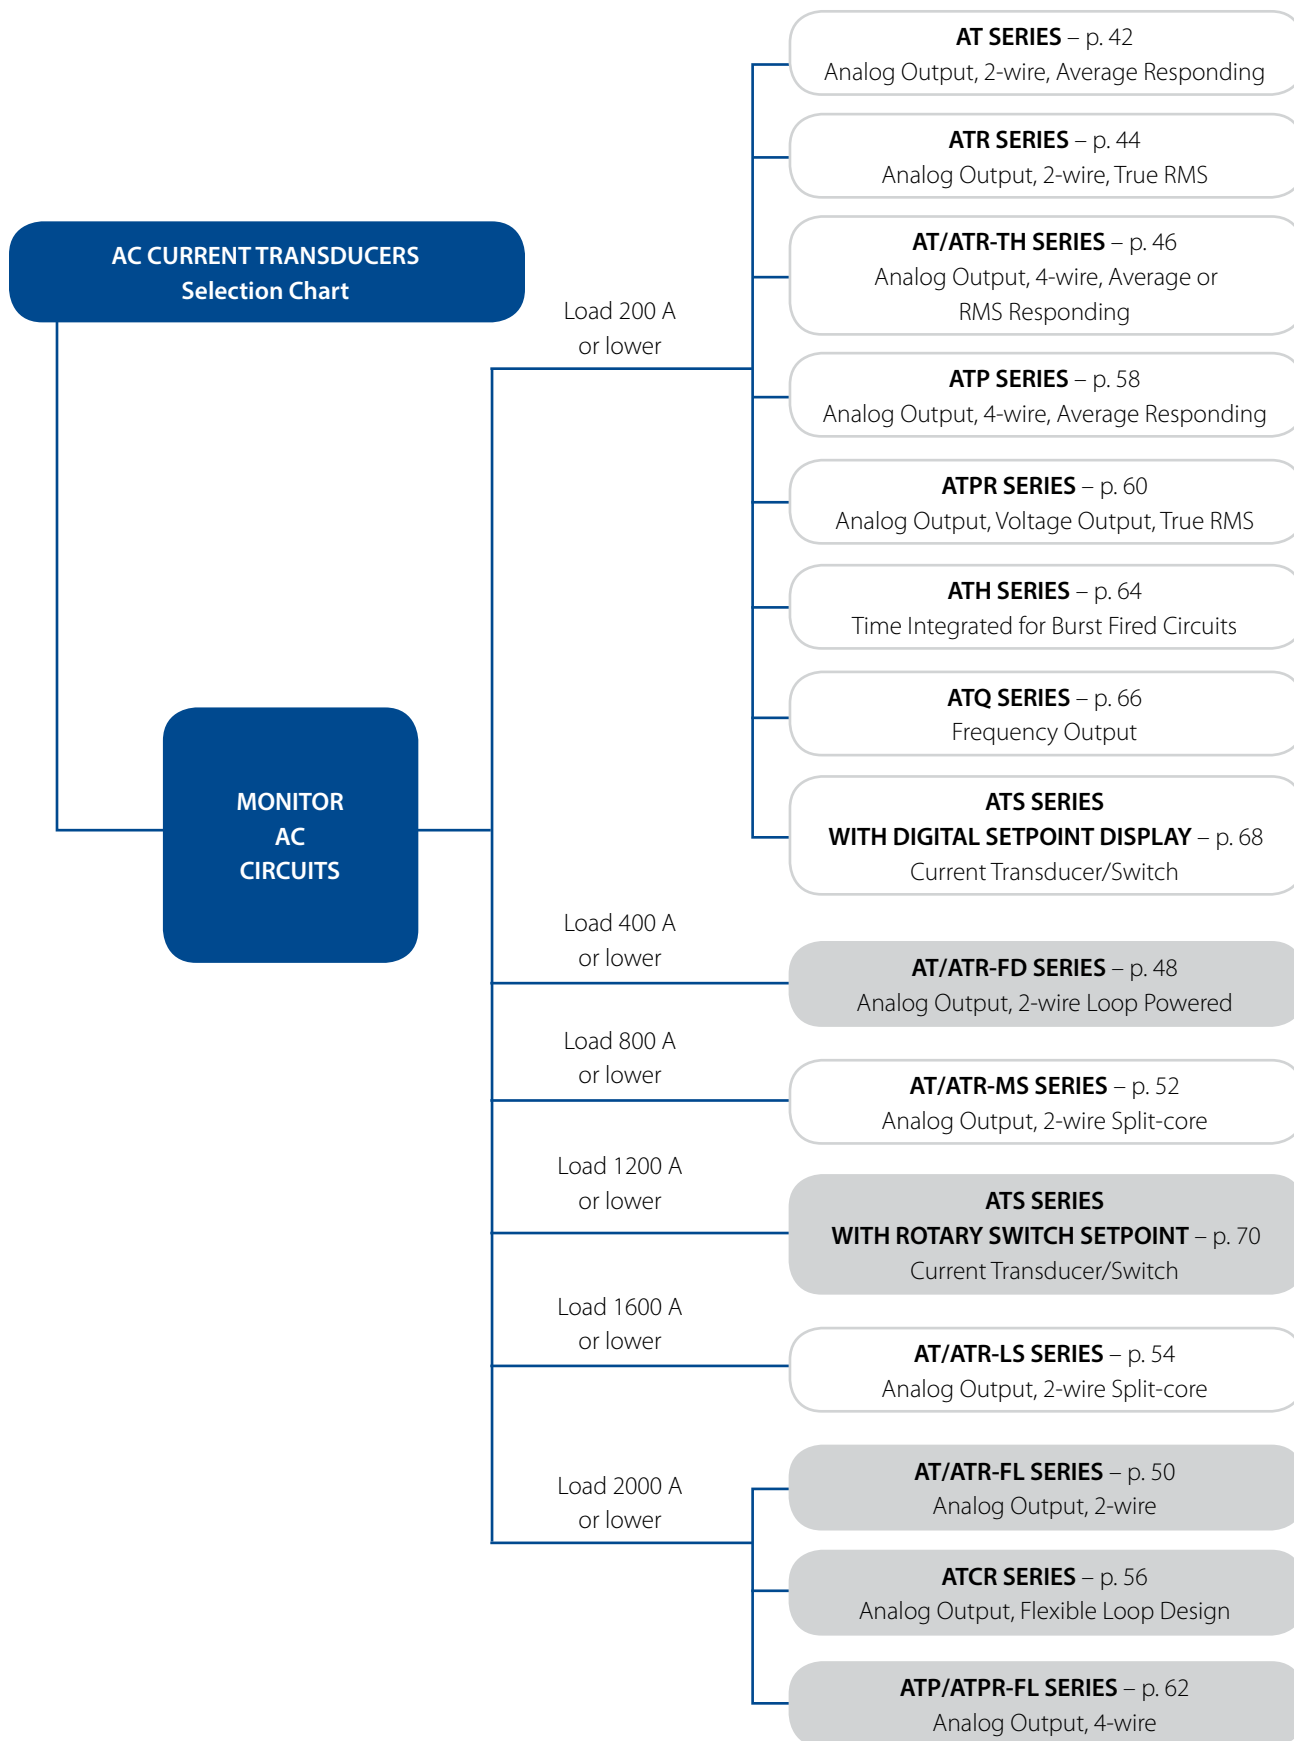 AC CURRENT TRANSDUCERS
Selection Chart
MONITOR
AC
CIRCUITS
Load 200 A
or lower
AT SERIES – p. 42
Analog Output, 2-wire, Average Responding
ATR SERIES – p. 44
Analog Output, 2-wire, True RMS
AT/ATR-TH SERIES – p. 46
Analog Output, 4-wire, Average or
RMS Responding
ATP SERIES – p. 58
Analog Output, 4-wire, Average Responding
ATPR SERIES – p. 60
Analog Output, Voltage Output, True RMS
ATH SERIES – p. 64
Time Integrated for Burst Fired Circuits
ATQ SERIES – p. 66
Frequency Output
ATS SERIES
WITH DIGITAL SETPOINT DISPLAY – p. 68
Current Transducer/Switch
Load 400 A
or lower
AT/ATR-FD SERIES – p. 48
Analog Output, 2-wire Loop Powered
Load 800 A
or lower
AT/ATR-MS SERIES – p. 52
Analog Output, 2-wire Split-core
Load 1200 A
or lower
ATS SERIES
WITH ROTARY SWITCH SETPOINT – p. 70
Current Transducer/Switch
Load 1600 A
or lower
AT/ATR-LS SERIES – p. 54
Analog Output, 2-wire Split-core
Load 2000 A
or lower
AT/ATR-FL SERIES – p. 50
Analog Output, 2-wire
ATCR SERIES – p. 56
Analog Output, Flexible Loop Design
ATP/ATPR-FL SERIES – p. 62
Analog Output, 4-wire